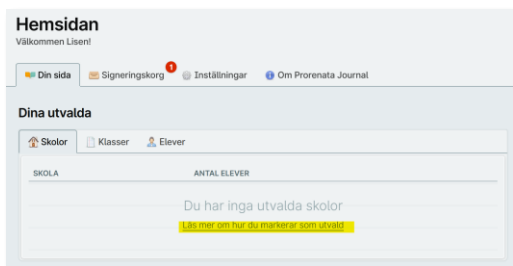 Hemsidan
Välkommen Lisen!
Din sida Signeringskorg 1 Inställningar Om Prorenata Journal
Dina utvalda
Skolor Klasser Elever
SKOLA ANTAL ELEVER
Du har inga utvalda skolor
Läs mer om hur du markerar som utvald